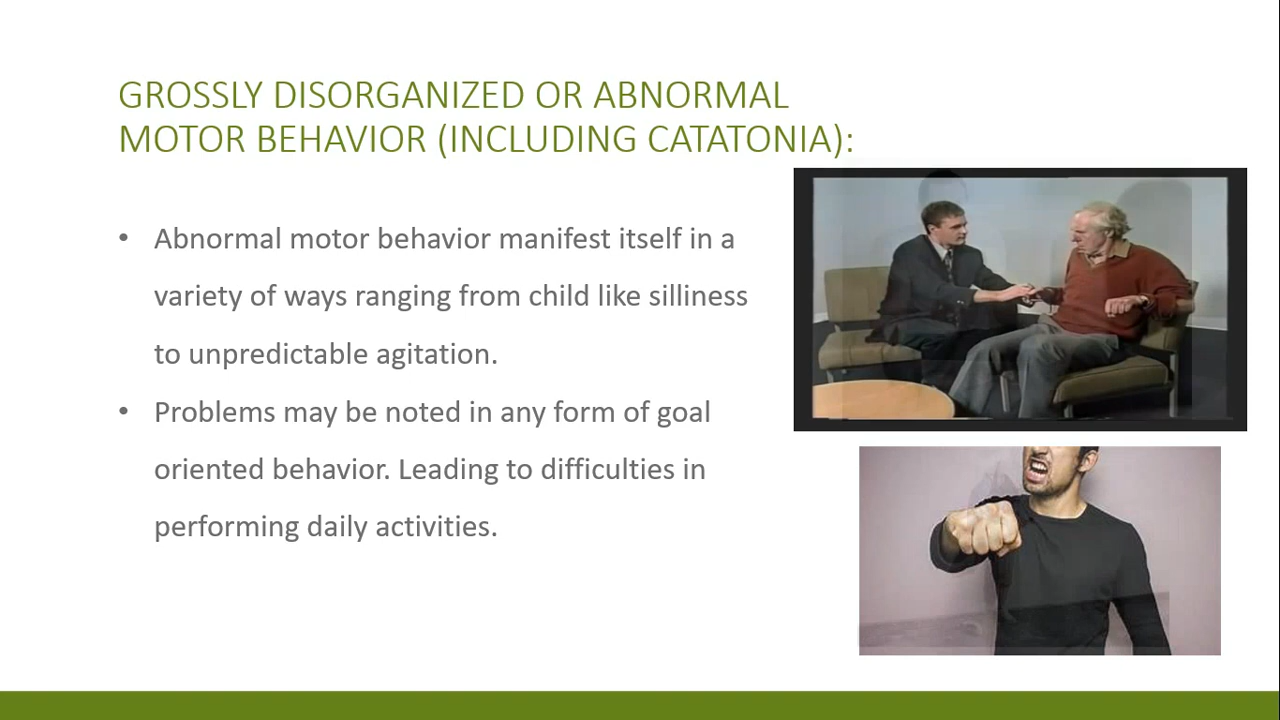 GROSSLY DISORGANIZED OR ABNORMAL
MOTOR BEHAVIOR (INCLUDING CATATONIA):
• Abnormal motor behavior manifest itself in a
variety of ways ranging from child like silliness
to unpredictable agitation.
• Problems may be noted in any form of goal
oriented behavior. Leading to difficulties in
performing daily activities.